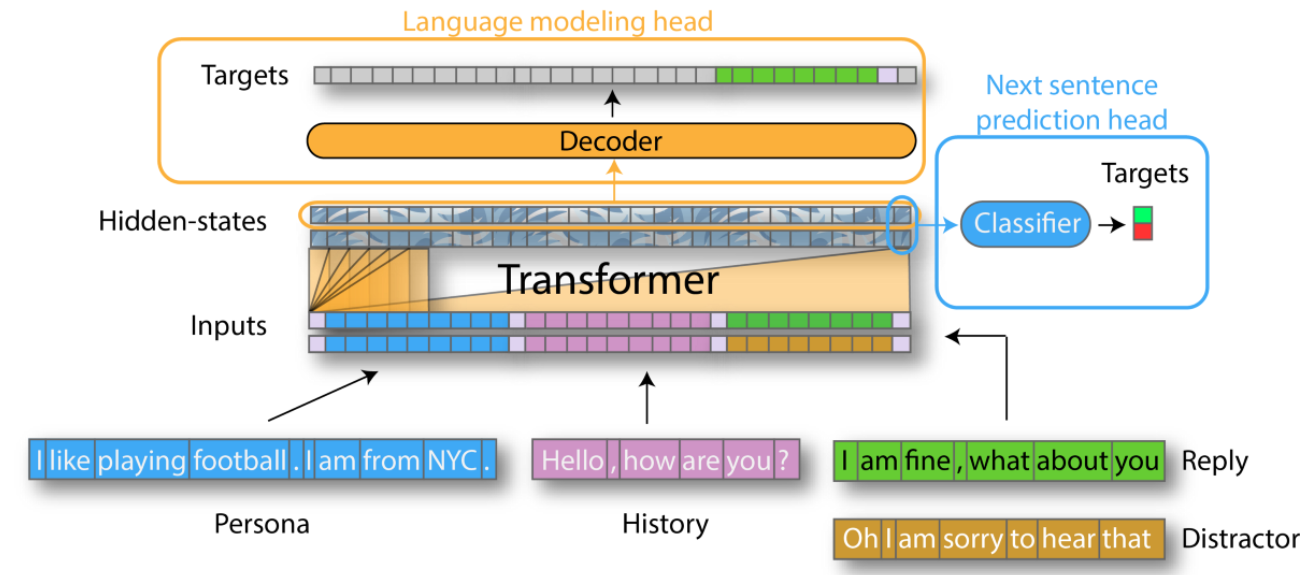 Language modeling head
Targets
Next sentence
prediction head
Decoder
Targets
Hidden-states
Classifier
Transformer
Inputs
I like playing football . I am from NYC .
Hello , how are you ?
I am fine , what about you
Reply
Persona
History
Oh I am sorry to hear that
Distractor